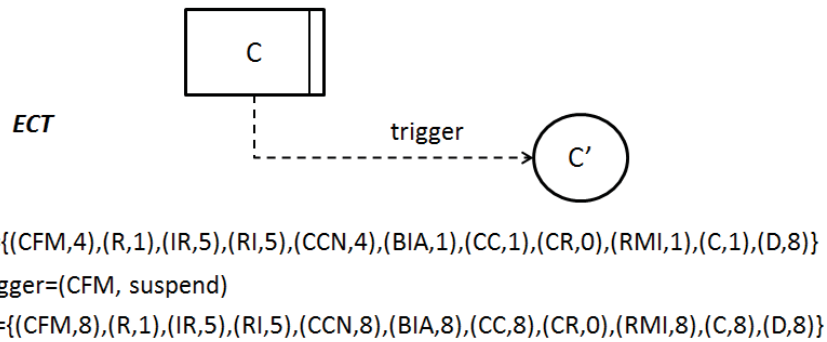 C
ECT
trigger
C’
={(CFM,4),(R,1),(IR,5),(RI,5),(CCN,4),(BIA,1),(CC,1),(CR,0),(RMI,1),(C,1),(D,8)}
gger=(CFM, suspend)
={(CFM,8),(R,1),(IR,5),(RI,5),(CCN,8),(BIA,8),(CC,8),(CR,0),(RMI,8),(C,8),(D,8)}